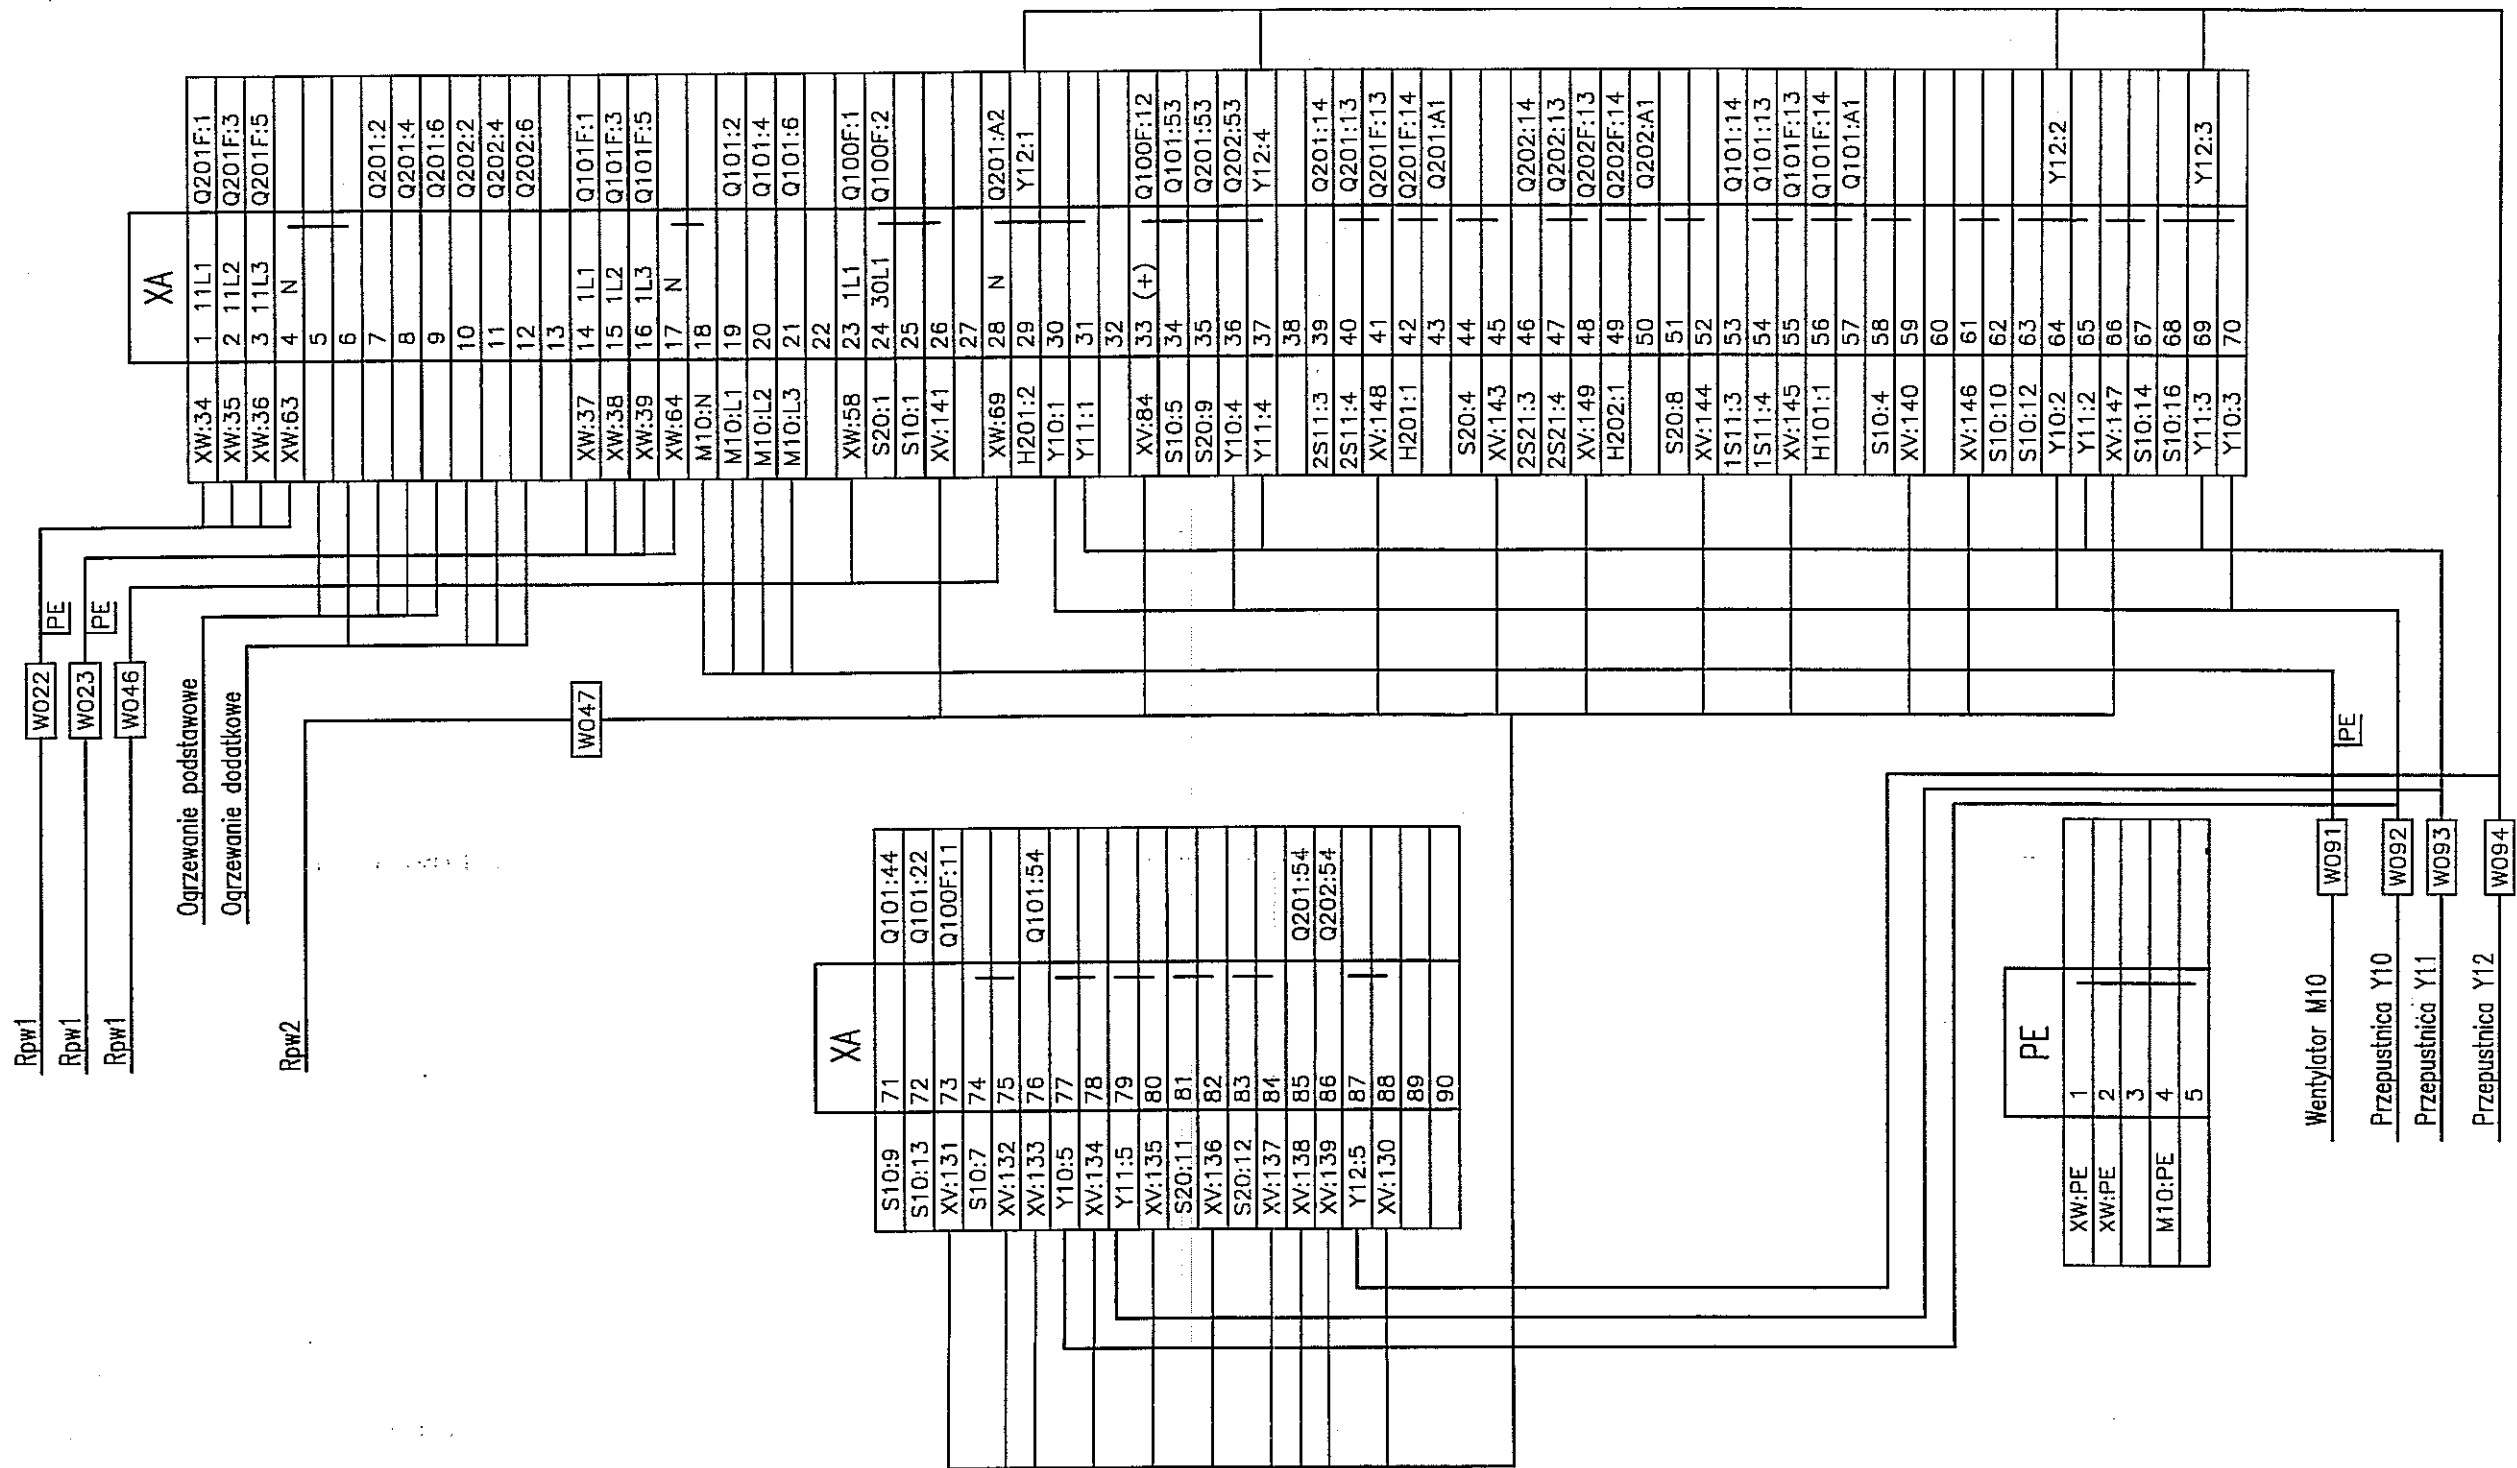 XA
XW:34 1 11L1 Q201F:1
XW:35 2 11L2 Q201F:3
XW:36 3 11L3 Q201F:5
XW:63 4 N
5
6
7 Q201:2
8 Q201:4
9 Q201:6
10 Q202:2
11 Q202:4
12 Q202:6
13
XW:37 14 1L1 Q101F:1
XW:38 15 1L2 Q101F:3
XW:39 16 1L3 Q101F:5
XW:64 17 N
M10:N 18
M10:L1 19 Q101:2
M10:L2 20 Q101:4
M10:L3 21 Q101:6
22
XW:58 23 1L1 Q100F:1
S20:1 24 30L1 Q100F:2
S10:1 25
XV:141 26
27
XW:69 28 N Q201:A2
H201:2 29 Y12:1
Y10:1 30
Y11:1 31
32
XV:84 33 (+) Q100F:12
S10:5 34 Q101:53
S20:9 35 Q201:53
Y10:4 36 Q202:53
Y11:4 37 Y12:4
38
2S11:3 39 Q201:14
2S11:4 40 Q201:13
XV:148 41 Q201F:13
H201:1 42 Q201F:14
43 Q201:A1
S20:4 44
XV:143 45
2S21:3 46 Q202:14
2S21:4 47 Q202:13
XV:149 48 Q202F:13
H202:1 49 Q202F:14
50 Q202:A1
S20:8 51
XV:144 52
1S11:3 53 Q101:14
1S11:4 54 Q101:13
XV:145 55 Q101F:13
H101:1 56 Q101F:14
57 Q101:A1
S10:4 58
XV:140 59
60
XV:146 61
S10:10 62
S10:12 63
Y10:2 64 Y12:2
Y11:2 65
XV:147 66
S10:14 67
S10:16 68
Y11:3 69 Y12:3
Y10:3 70
Rpw1 W022 PE
Rpw1 W023 PE
Rpw1 W046
Ogrzewanie podstawowe
Ogrzewanie dodatkowe
Rpw2 W047
XA
S10:9 71 Q101:44
S10:13 72 Q101:22
XV:131 73 Q100F:11
S10:7 74
XV:132 75
XV:133 76 Q101:54
Y10:5 77
XV:134 78
Y11:5 79
XV:135 80
S20:11 81
XV:136 82
S20:12 83
XV:137 84
XV:138 85 Q201:54
XV:139 86 Q202:54
Y12:5 87
XV:130 88
89
90
PE
XW:PE 1
XW:PE 2
3
M10:PE 4
5
Wentylator M10 W091 PE
Przepustnica Y10 W092
Przepustnica Y11 W093
Przepustnica Y12 W094